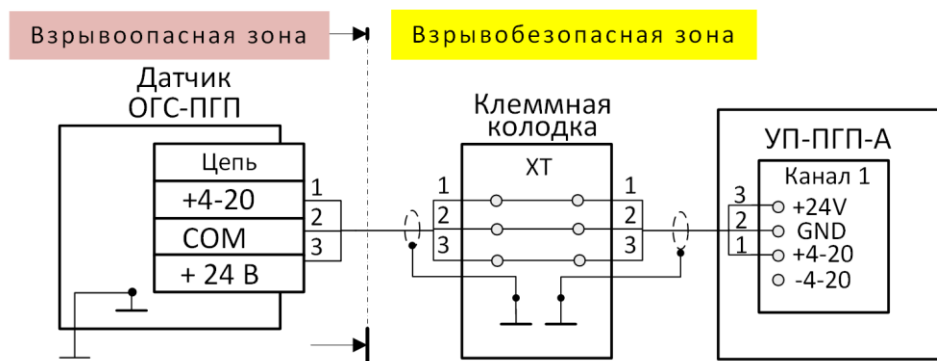 Взрывоопасная зона
Взрывобезопасная зона
Датчик
ОГС-ПГП
Цепь
+4-20
COM
+ 24 В
1
2
3
Клеммная
колодка
XT
1
2
3
1
2
3
УП-ПГП-А
Канал 1
3
2
1
+24V
GND
+4-20
-4-20